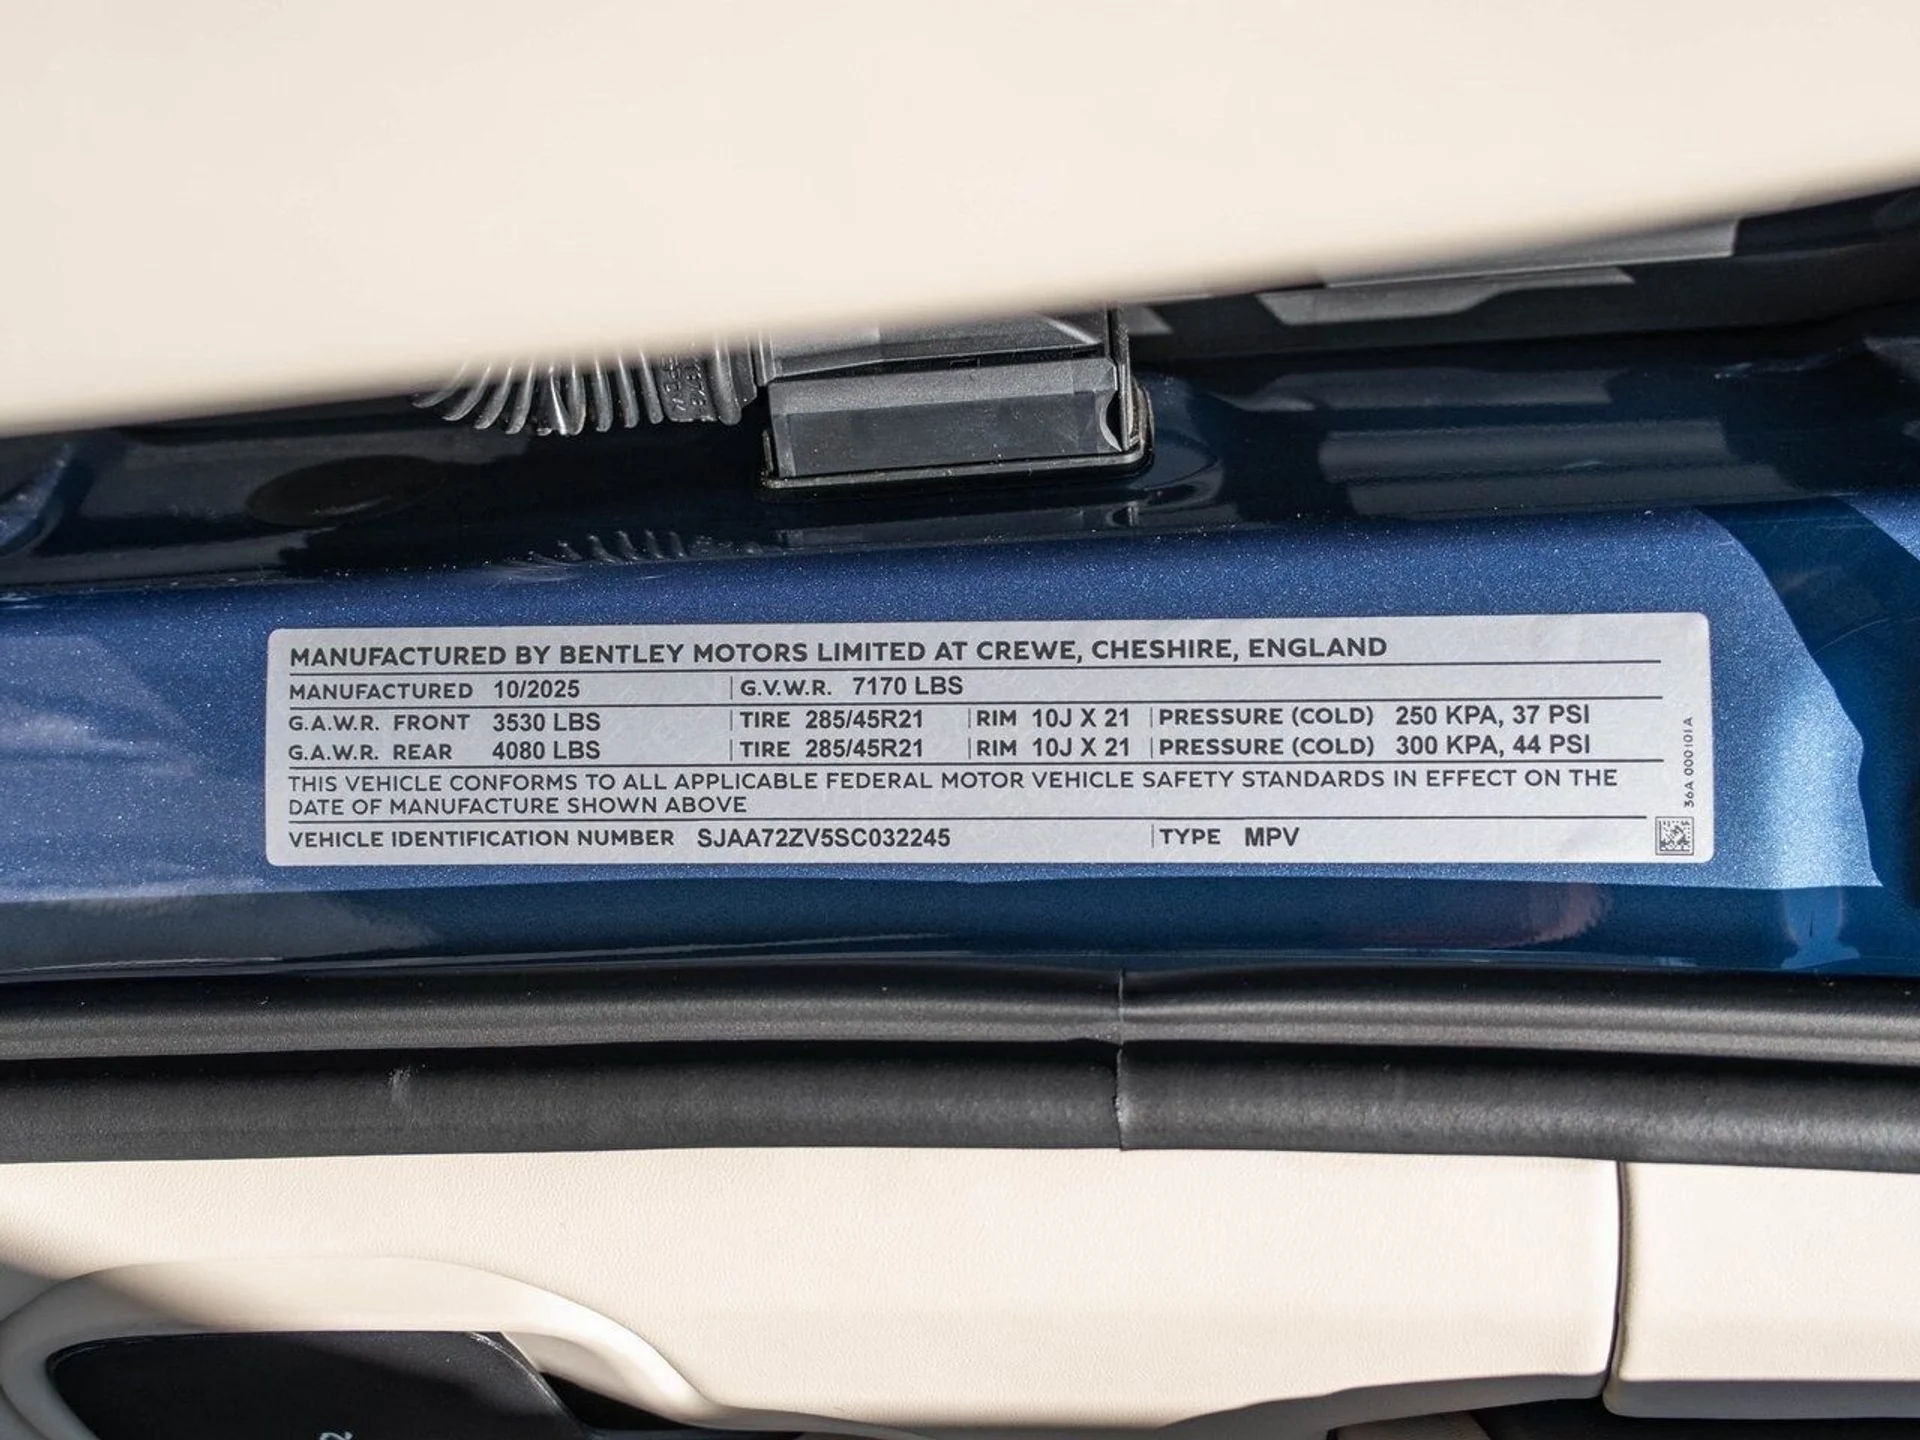 MANUFACTURED BY BENTLEY MOTORS LIMITED AT CREWE, CHESHIRE, ENGLAND
MANUFACTURED 10/2025 G.V.W.R. 7170 LBS
G.A.W.R. FRONT 3530 LBS TIRE 285/45R21 RIM 10J X 21 PRESSURE (COLD) 250 KPA, 37 PSI
G.A.W.R. REAR 4080 LBS TIRE 285/45R21 RIM 10J X 21 PRESSURE (COLD) 300 KPA, 44 PSI
THIS VEHICLE CONFORMS TO ALL APPLICABLE FEDERAL MOTOR VEHICLE SAFETY STANDARDS IN EFFECT ON THE
DATE OF MANUFACTURE SHOWN ABOVE
VEHICLE IDENTIFICATION NUMBER SJAA72ZV5SC032245 TYPE MPV
36A 000101A
2